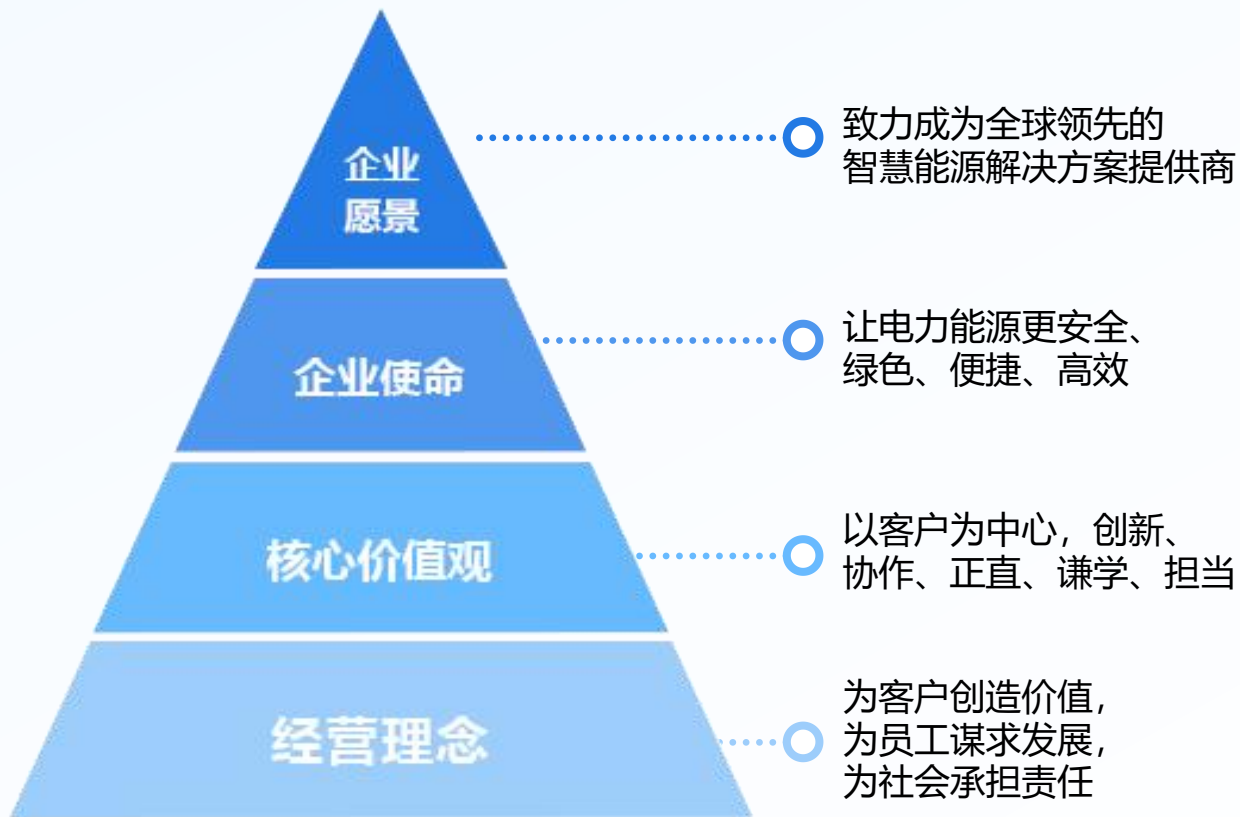 企业
愿景
致力成为全球领先的
智慧能源解决方案提供商
企业使命
让电力能源更安全、
绿色、便捷、高效
核心价值观
以客户为中心，创新、
协作、正直、谦学、担当
经营理念
为客户创造价值，
为员工谋求发展，
为社会承担责任